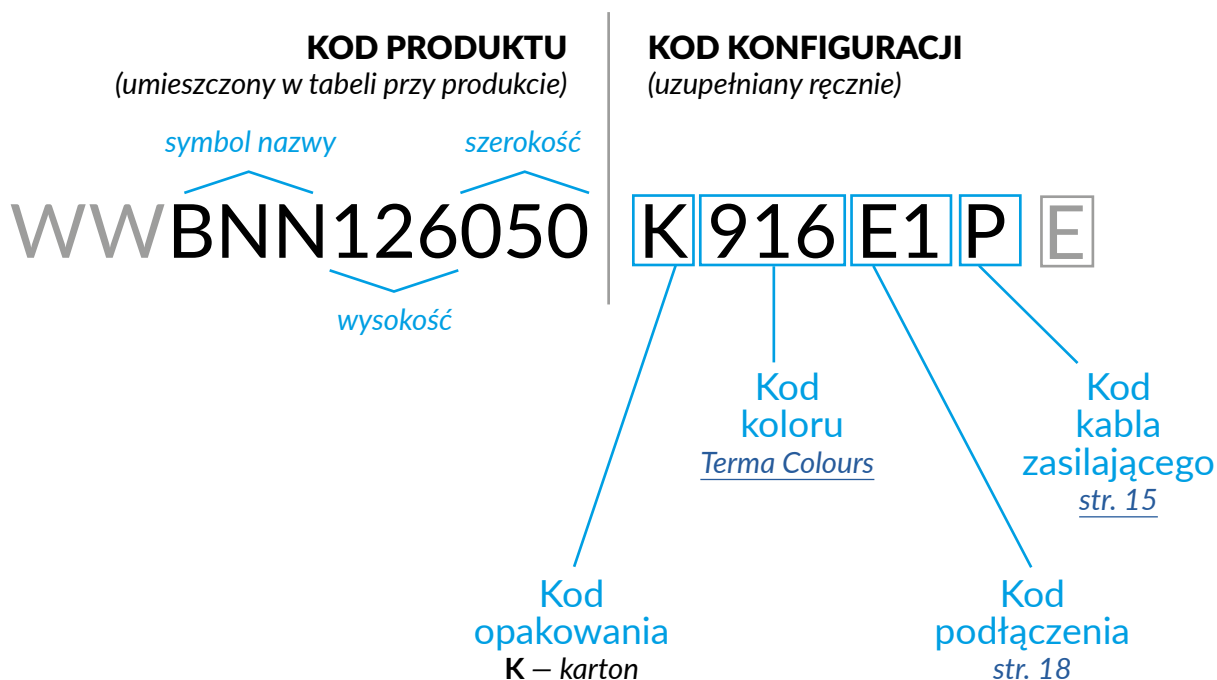 KOD PRODUKTU
(umieszczony w tabeli przy produkcie)
KOD KONFIGURACJI
(uzupełniany ręcznie)
symbol nazwy
szerokość
WWBNN126050 K 916 E1 P E
wysokość
Kod
koloru
Terma Colours
Kod
kabla
zasilającego
str. 15
Kod
opakowania
K – karton
Kod
podłączenia
str. 18